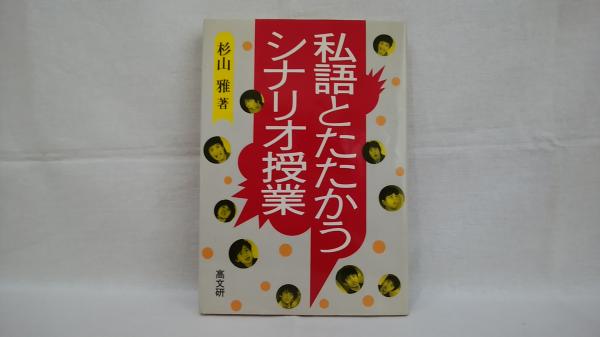 私語とたたかう
シナリオ授業
杉山 雅 著
高文研